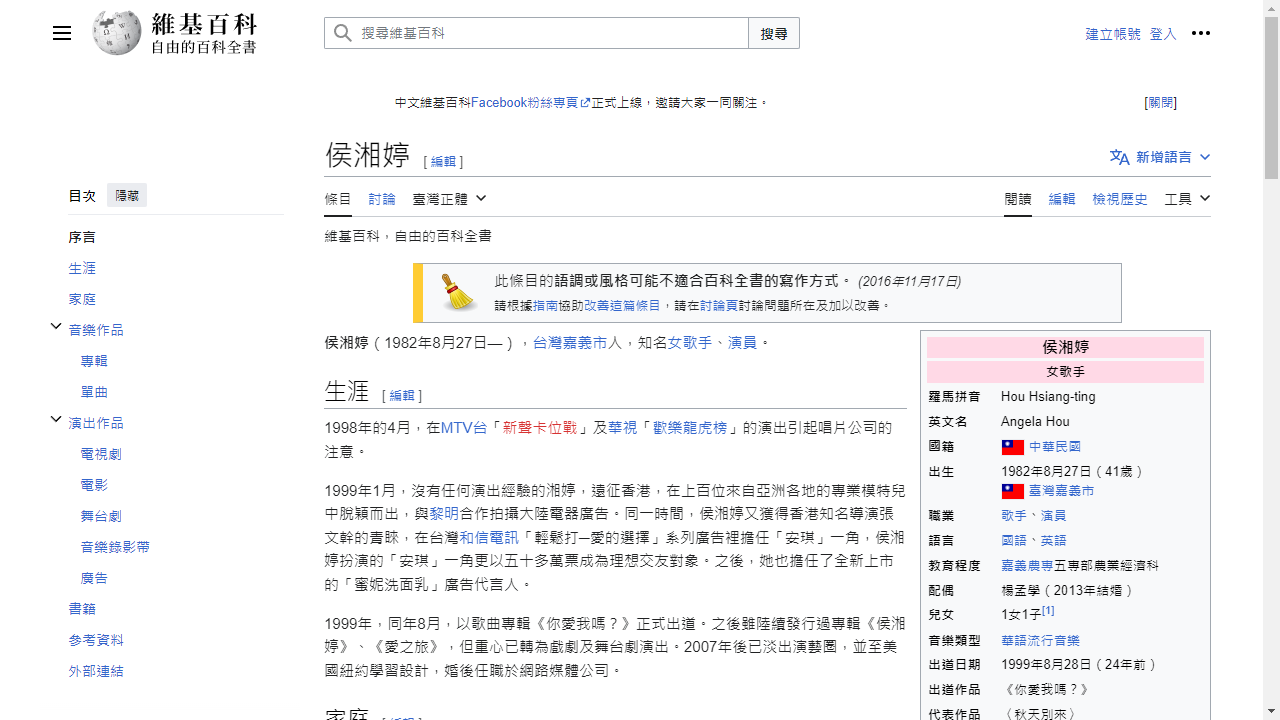 維基百科
自由的百科全書
搜尋維基百科
搜尋
建立帳號 登入
中文維基百科Facebook粉絲專頁正式上線，邀請大家一同關注。
[關閉]
侯湘婷 [ 編輯 ]
新增語言
目次 隱藏
序言
生涯
家庭
音樂作品
專輯
單曲
演出作品
電視劇
電影
舞台劇
音樂錄影帶
廣告
書籍
參考資料
外部連結
條目 討論 臺灣正體
閱讀 編輯 檢視歷史 工具
維基百科，自由的百科全書
此條目的語調或風格可能不適合百科全書的寫作方式。 (2016年11月17日)
請根據指南協助改善這篇條目，請在討論頁討論問題所在及加以改善。
侯湘婷（1982年8月27日—），台灣嘉義市人，知名女歌手、演員。
生涯 [ 編輯 ]
1998年的4月，在MTV台「新聲卡位戰」及華視「歡樂龍虎榜」的演出引起唱片公司的
注意。
1999年1月，沒有任何演出經驗的湘婷，遠征香港，在上百位來自亞洲各地的專業模特兒
中脫穎而出，與黎明合作拍攝大陸電器廣告。同一時間，侯湘婷又獲得香港知名導演張
文幹的青睞，在台灣和信電訊「輕鬆打─愛的選擇」系列廣告裡擔任「安琪」一角，侯湘
婷扮演的「安琪」一角更以五十多萬票成為理想交友對象。之後，她也擔任了全新上市
的「蜜妮洗面乳」廣告代言人。
1999年，同年8月，以歌曲專輯《你愛我嗎？》正式出道。之後雖陸續發行過專輯《侯湘
婷》、《愛之旅》，但重心已轉為戲劇及舞台劇演出。2007年後已淡出演藝圈，並至美
國紐約學習設計，婚後任職於網路媒體公司。
家庭 [ 編輯 ]
侯湘婷
女歌手
羅馬拼音 Hou Hsiang-ting
英文名 Angela Hou
國籍 中華民國
出生 1982年8月27日（41歲）
臺灣嘉義市
職業 歌手、演員
語言 國語、英語
教育程度 嘉義農專五專部農業經濟科
配偶 楊孟學（2013年結婚）
兒女 1女1子[1]
音樂類型 華語流行音樂
出道日期 1999年8月28日（24年前）
出道作品 《你愛我嗎？》
代表作品 〈秋天別來〉